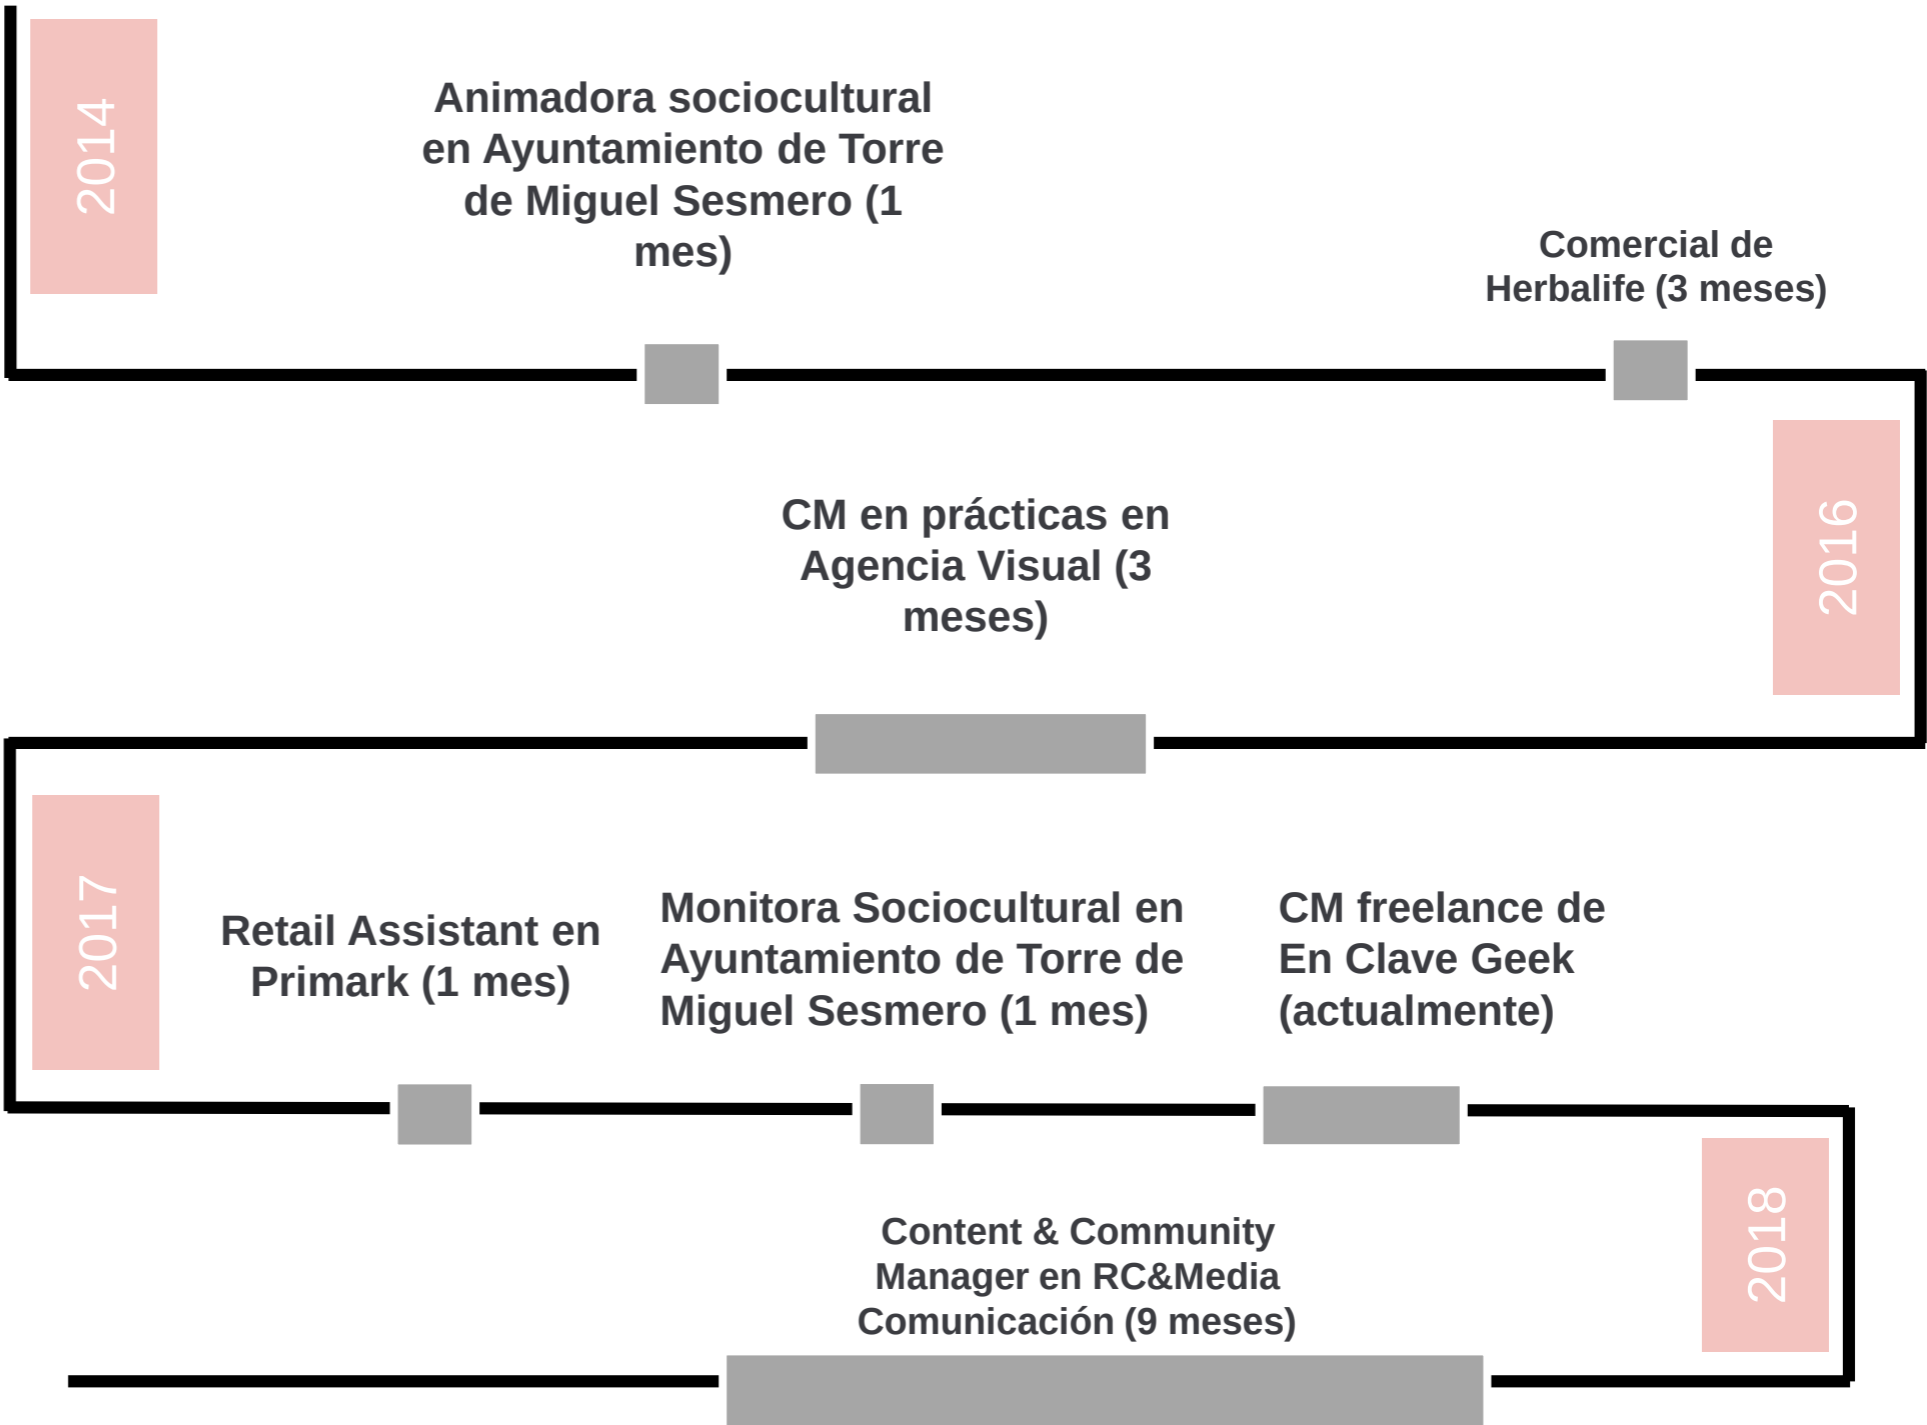 2014
Animadora sociocultural
en Ayuntamiento de Torre
de Miguel Sesmero (1
mes)
Comercial de
Herbalife (3 meses)
2016
CM en prácticas en
Agencia Visual (3
meses)
2017
Retail Assistant en
Primark (1 mes)
Monitora Sociocultural en
Ayuntamiento de Torre de
Miguel Sesmero (1 mes)
CM freelance de
En Clave Geek
(actualmente)
2018
Content & Community
Manager en RC&Media
Comunicación (9 meses)